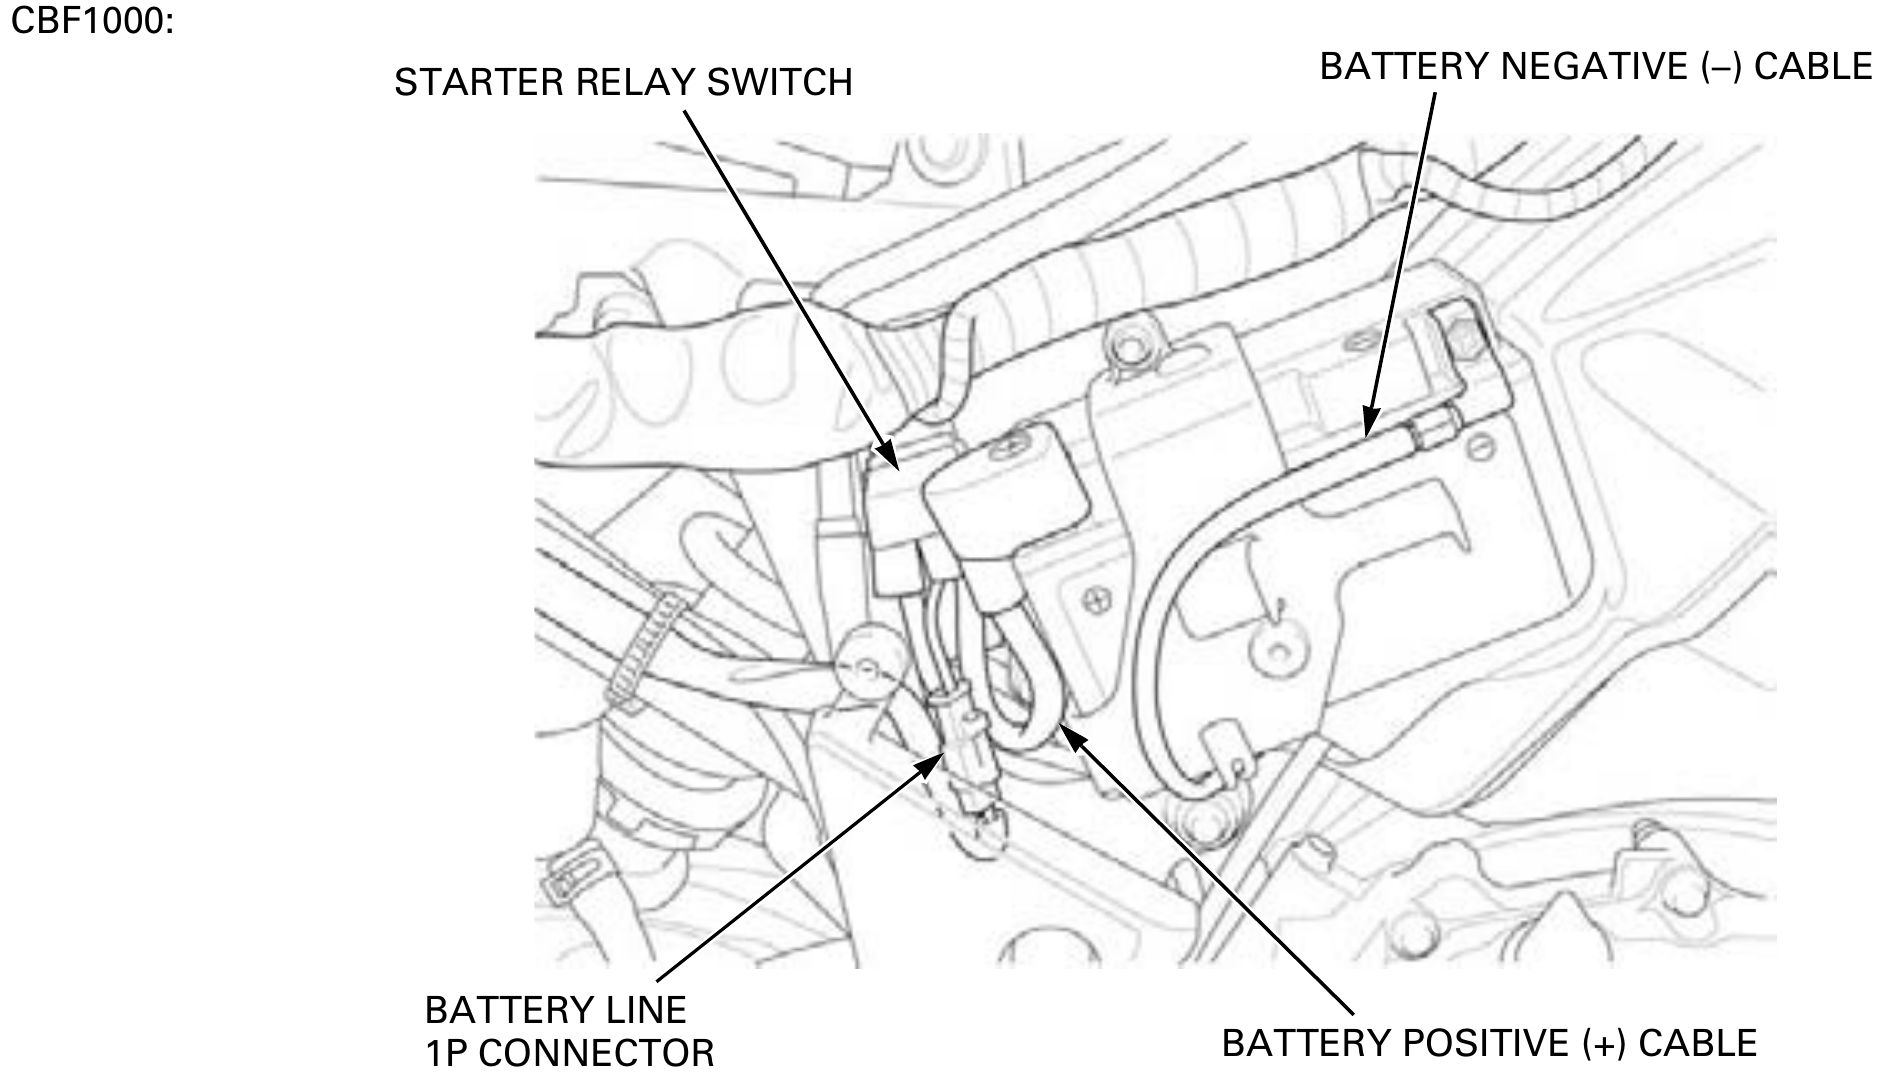 CBF1000:
STARTER RELAY SWITCH
BATTERY NEGATIVE (–) CABLE
BATTERY LINE
1P CONNECTOR
BATTERY POSITIVE (+) CABLE